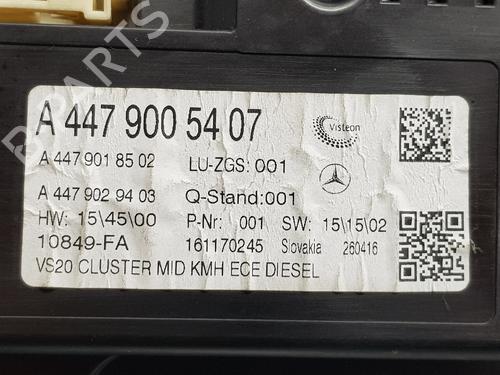 B-PARTS
A 447 900 54 07
Visteon
A 447 901 85 02 LU-ZGS: 001
A 447 902 94 03 Q-Stand:001
HW: 15\45\00 P-Nr: 001 SW: 15\15\02
10849-FA 161170245 Slovakia 260416
VS20 CLUSTER MID KMH ECE DIESEL